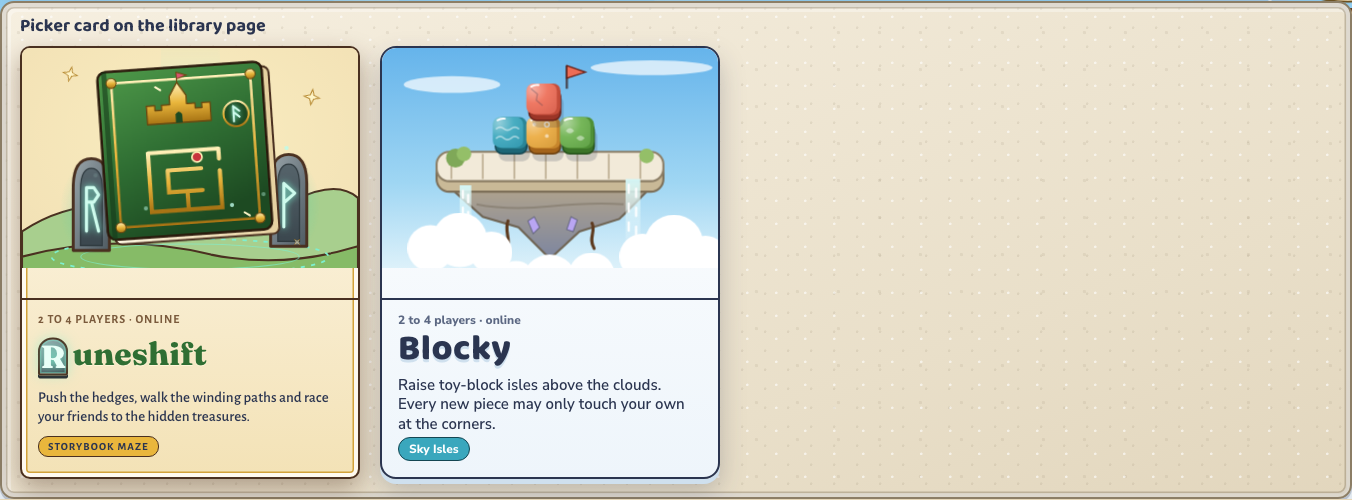 Picker card on the library page
2 TO 4 PLAYERS · ONLINE
Runeshift
Push the hedges, walk the winding paths and race
your friends to the hidden treasures.
STORYBOOK MAZE
2 to 4 players · online
Blocky
Raise toy-block isles above the clouds.
Every new piece may only touch your own
at the corners.
Sky Isles